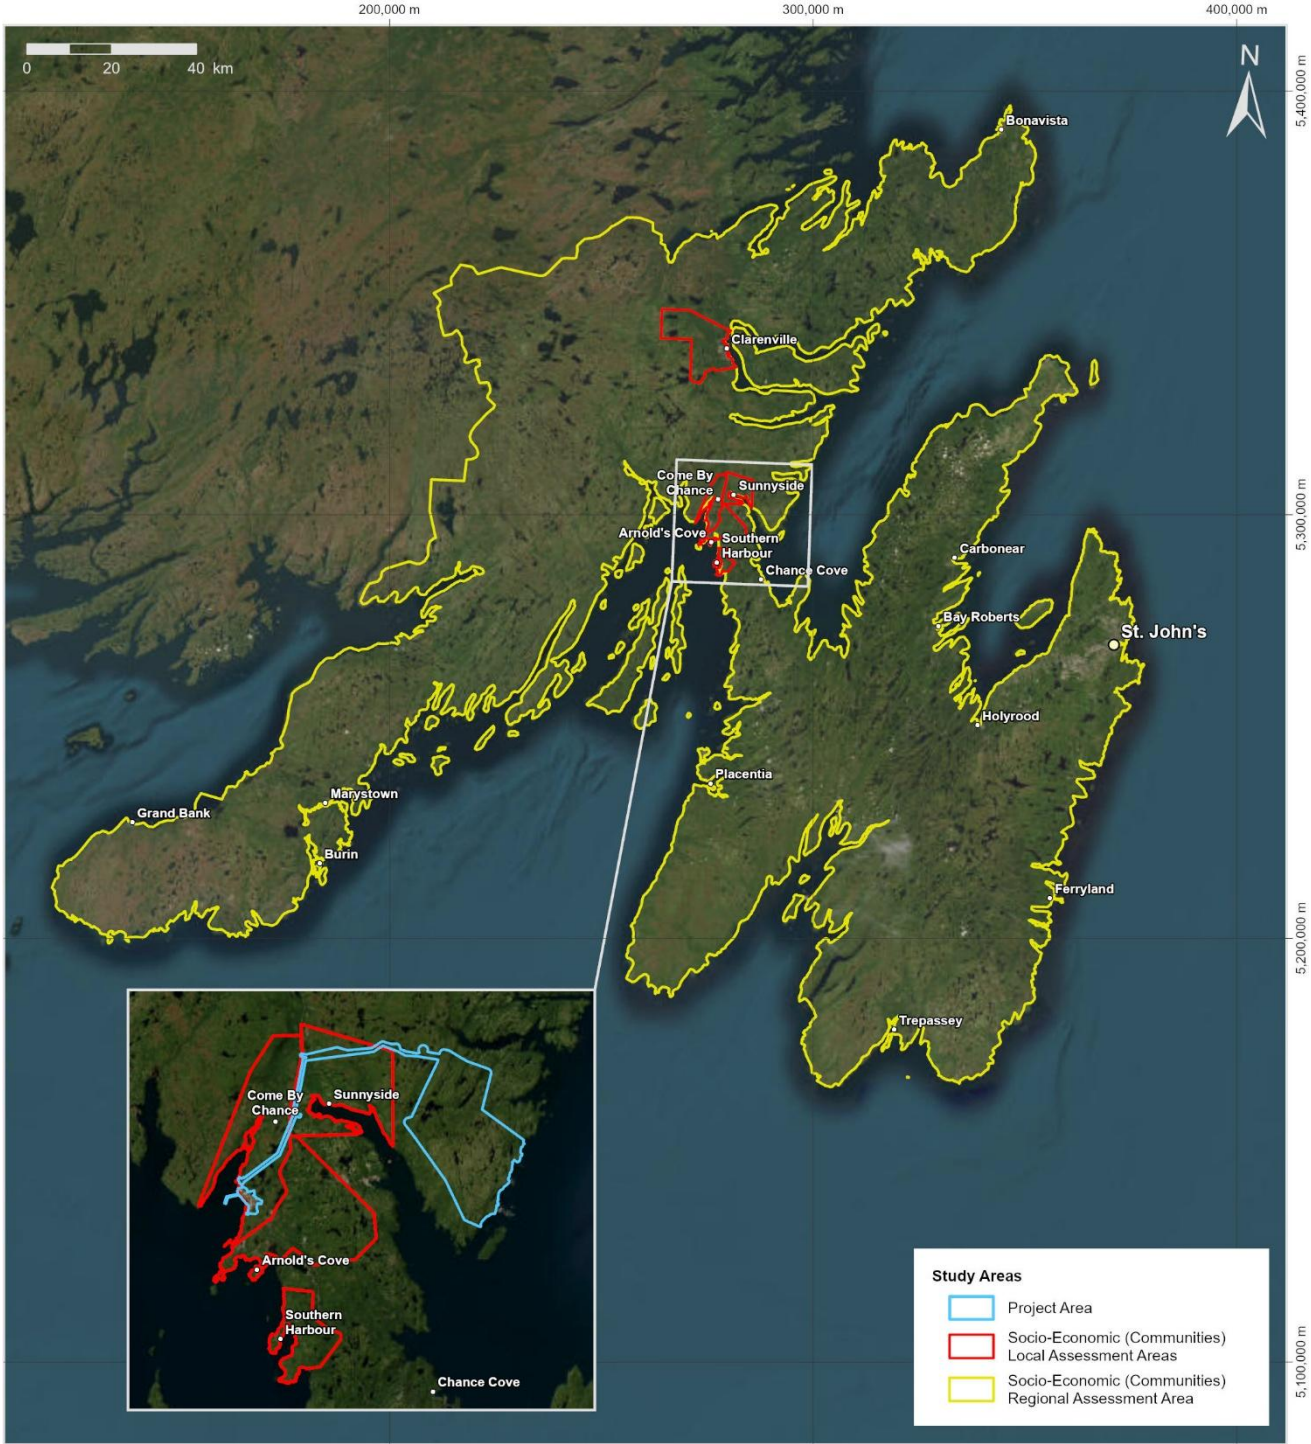 200,000 m
300,000 m
400,000 m
0
20
40 km
N
5,400,000 m
Bonavista
Clarenville
Come By
Chance
Sunnyside
Arnold's Cove
Southern
Harbour
Chance Cove
5,300,000 m
Carbonear
Bay Roberts
St. John's
Holyrood
Placentia
Marystown
Grand Bank
Burin
Ferryland
5,200,000 m
Trepassey
Come By
Chance
Sunnyside
Arnold's Cove
Southern
Harbour
Chance Cove
Study Areas
Project Area
Socio-Economic (Communities)
Local Assessment Areas
Socio-Economic (Communities)
Regional Assessment Area
5,100,000 m